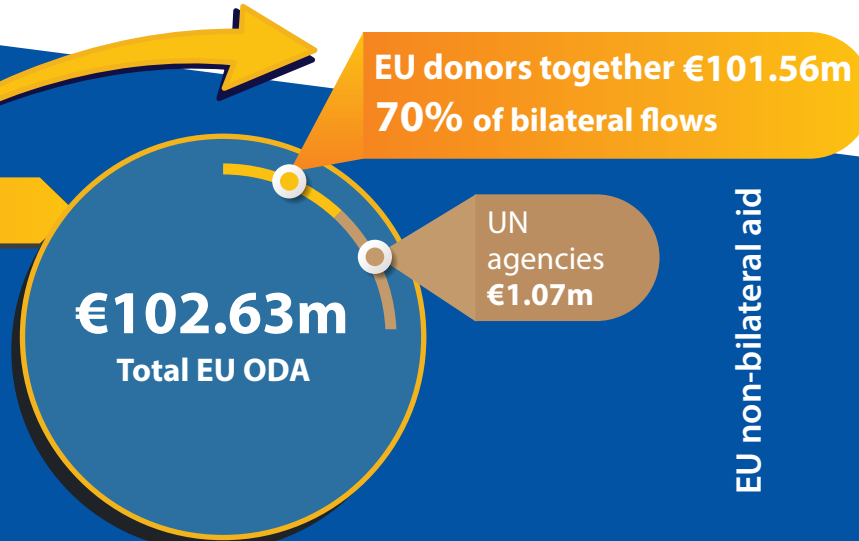 EU donors together €101.56m
70% of bilateral flows
UN
agencies
€1.07m
€102.63m
Total EU ODA
EU non-bilateral aid